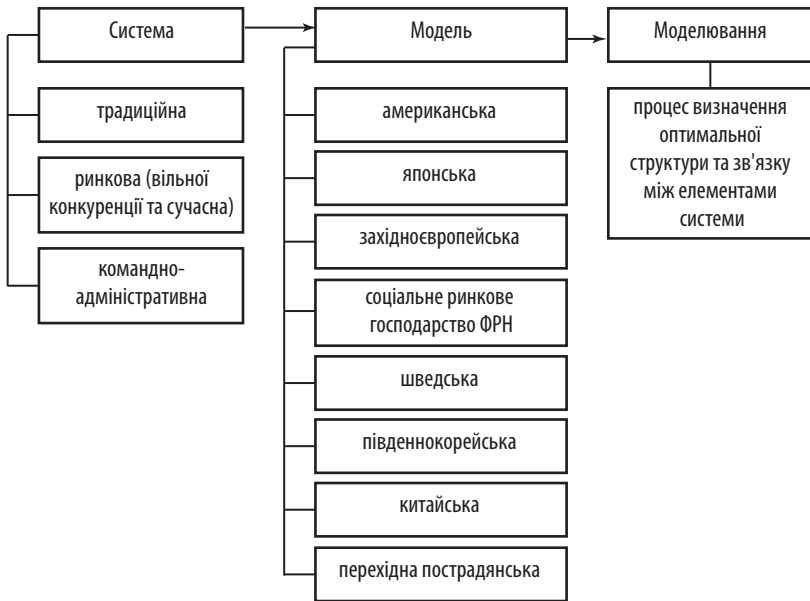 Система
традиційна
ринкова (вільної
конкуренції та сучасна)
командно-
адміністративна
Модель
американська
японська
західноєвропейська
соціальне ринкове
господарство ФРН
шведська
південнокорейська
китайська
перехідна пострадянська
Моделювання
процес визначення
оптимальної
структури та зв'язку
між елементами
системи